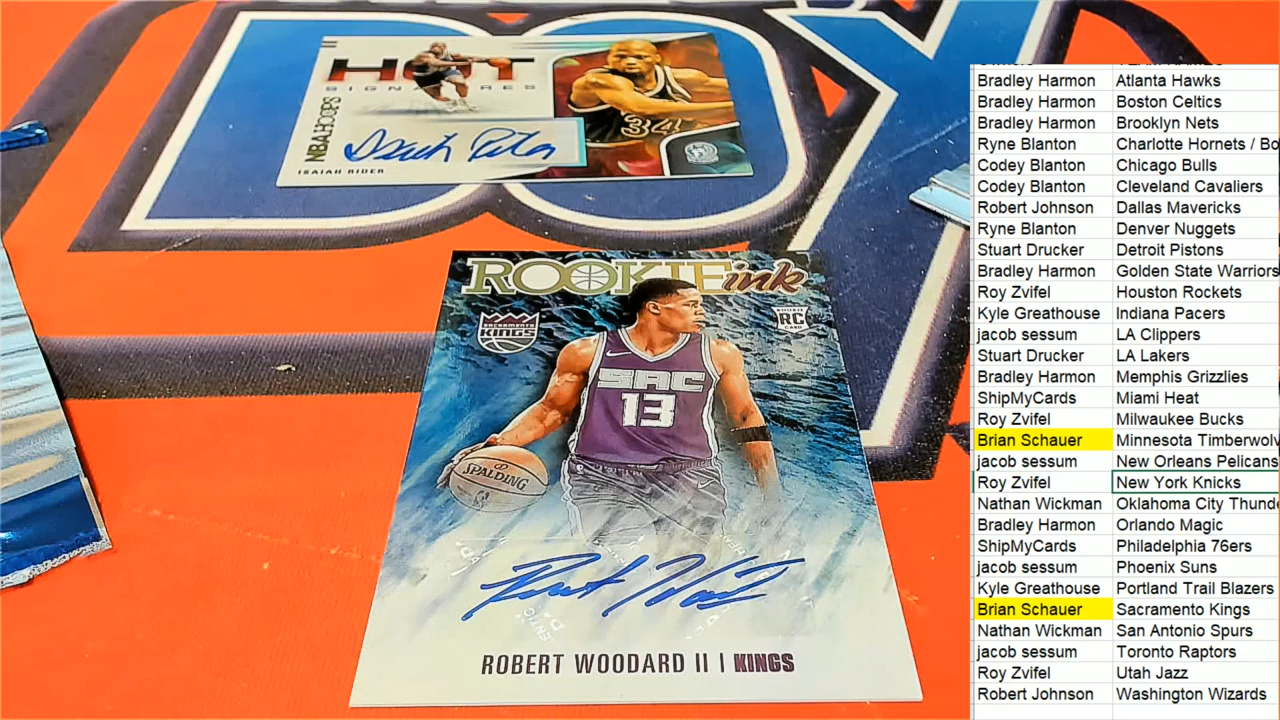 HOT
SIGNATURES
NBA HOOPS
34
Isaiah Rider
ISAIAH RIDER
ROOKIE ink
SACRAMENTO
KINGS
ROOKIE
RC
CARD
SAC
13
SPALDING
ROBERT WOODARD II | KINGS
Bradley Harmon Atlanta Hawks
Bradley Harmon Boston Celtics
Bradley Harmon Brooklyn Nets
Ryne Blanton Charlotte Hornets / Bo
Codey Blanton Chicago Bulls
Codey Blanton Cleveland Cavaliers
Robert Johnson Dallas Mavericks
Ryne Blanton Denver Nuggets
Stuart Drucker Detroit Pistons
Bradley Harmon Golden State Warriors
Roy Zvifel Houston Rockets
Kyle Greathouse Indiana Pacers
jacob sessum LA Clippers
Stuart Drucker LA Lakers
Bradley Harmon Memphis Grizzlies
ShipMyCards Miami Heat
Roy Zvifel Milwaukee Bucks
Brian Schauer Minnesota Timberwolv
jacob sessum New Orleans Pelicans
Roy Zvifel New York Knicks
Nathan Wickman Oklahoma City Thunde
Bradley Harmon Orlando Magic
ShipMyCards Philadelphia 76ers
jacob sessum Phoenix Suns
Kyle Greathouse Portland Trail Blazers
Brian Schauer Sacramento Kings
Nathan Wickman San Antonio Spurs
jacob sessum Toronto Raptors
Roy Zvifel Utah Jazz
Robert Johnson Washington Wizards